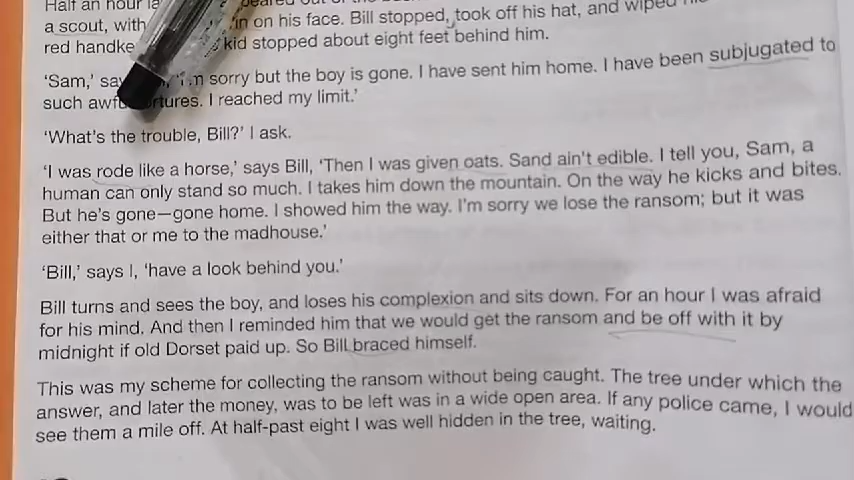 Half an hour
a scout, with in on his face. Bill stopped, took off his hat, and wiped
red kid stopped about eight feet behind him.
‘Sam,’ sorry but the boy is gone. I have sent him home. I have been subjugated to
such I reached my limit.’
‘What’s the trouble, Bill?’ I ask.
‘I was rode like a horse,’ says Bill, ‘Then I was given oats. Sand ain’t edible. I tell you, Sam, a
human can only stand so much. I takes him down the mountain. On the way he kicks and bites.
But he’s gone—gone home. I showed him the way. I’m sorry we lose the ransom; but it was
either that or me to the madhouse.’
‘Bill,’ says I, ‘have a look behind you.’
Bill turns and sees the boy, and loses his complexion and sits down. For an hour I was afraid
for his mind. And then I reminded him that we would get the ransom and be off with it by
midnight if old Dorset paid up. So Bill braced himself.
This was my scheme for collecting the ransom without being caught. The tree under which the
answer, and later the money, was to be left was in a wide open area. If any police came, I would
see them a mile off. At half-past eight I was well hidden in the tree, waiting.